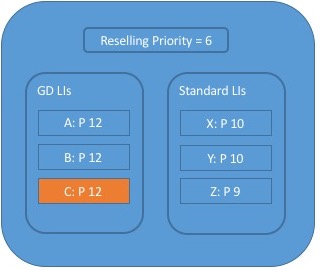 Reselling Priority = 6
GD LIs
A: P 12
B: P 12
C: P 12
Standard LIs
X: P 10
Y: P 10
Z: P 9